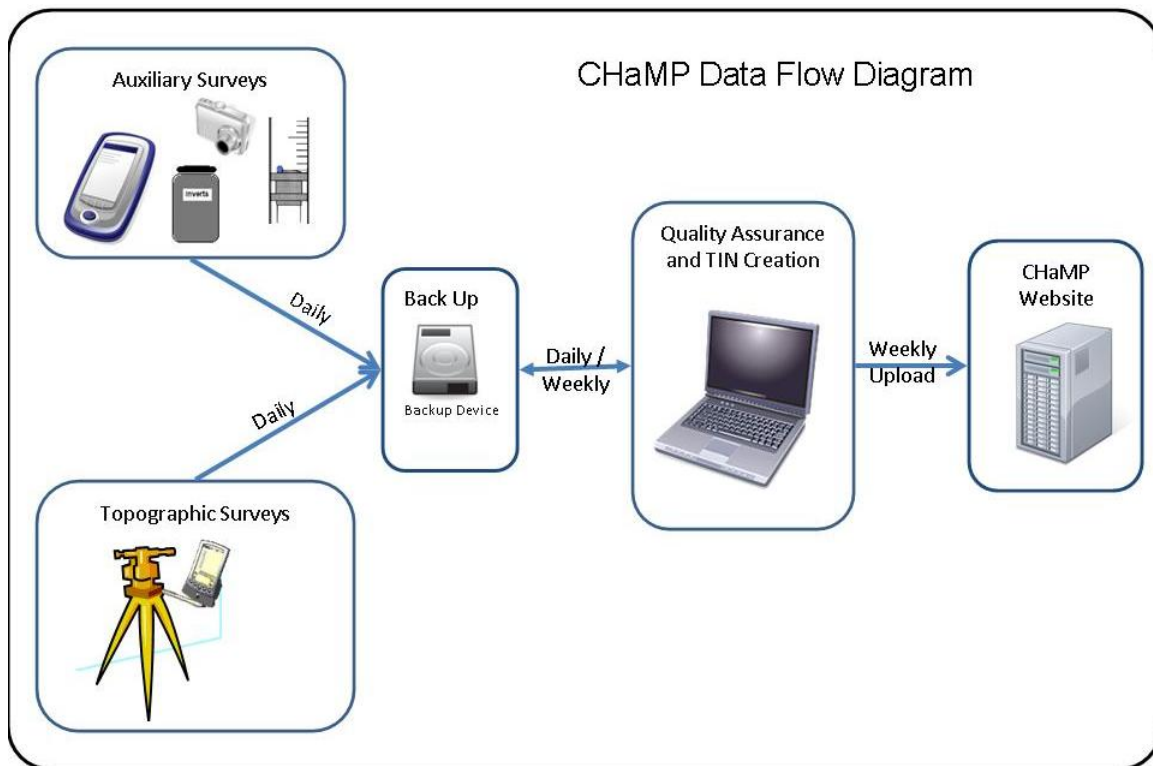 CHaMP Data Flow Diagram
Auxiliary Surveys
inverts
Daily
Topographic Surveys
Daily
Back Up
Backup Device
Daily /
Weekly
Quality Assurance
and TIN Creation
Weekly
Upload
CHaMP
Website